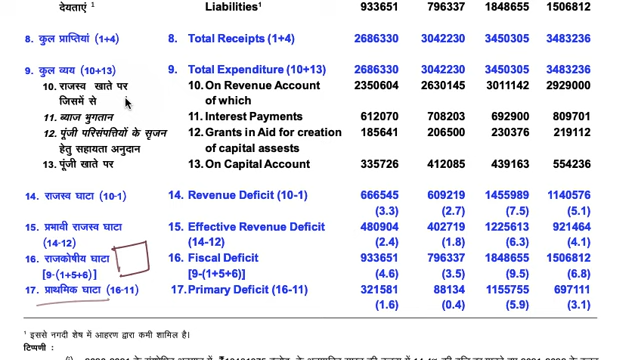 देयताएं ¹ Liabilities¹ 933651 796337 1848655 1506812
8. कुल प्राप्तियां (1+4) 8. Total Receipts (1+4) 2686330 3042230 3450305 3483236
9. कुल व्यय (10+13) 9. Total Expenditure (10+13) 2686330 3042230 3450305 3483236
10. राजस्व खाते पर 10. On Revenue Account 2350604 2630145 3011142 2929000
जिसमें से of which
11. ब्याज भुगतान 11. Interest Payments 612070 708203 692900 809701
12. पूंजी परिसंपत्तियों के सृजन 12. Grants in Aid for creation 185641 206500 230376 219112
हेतु सहायता अनुदान of capital assests
13. पूंजी खाते पर 13. On Capital Account 335726 412085 439163 554236
14. राजस्व घाटा (10-1) 14. Revenue Deficit (10-1) 666545 609219 1455989 1140576
(3.3) (2.7) (7.5) (5.1)
15. प्रभावी राजस्व घाटा 15. Effective Revenue Deficit 480904 402719 1225613 921464
(14-12) (14-12) (2.4) (1.8) (6.3) (4.1)
16. राजकोषीय घाटा 16. Fiscal Deficit 933651 796337 1848655 1506812
[9-(1+5+6)] [9-(1+5+6)] (4.6) (3.5) (9.5) (6.8)
17. प्राथमिक घाटा (16-11) 17. Primary Deficit (16-11) 321581 88134 1155755 697111
(1.6) (0.4) (5.9) (3.1)
¹ इससे नगदी शेष में आहरण द्वारा कमी शामिल है।
टिप्पणी :